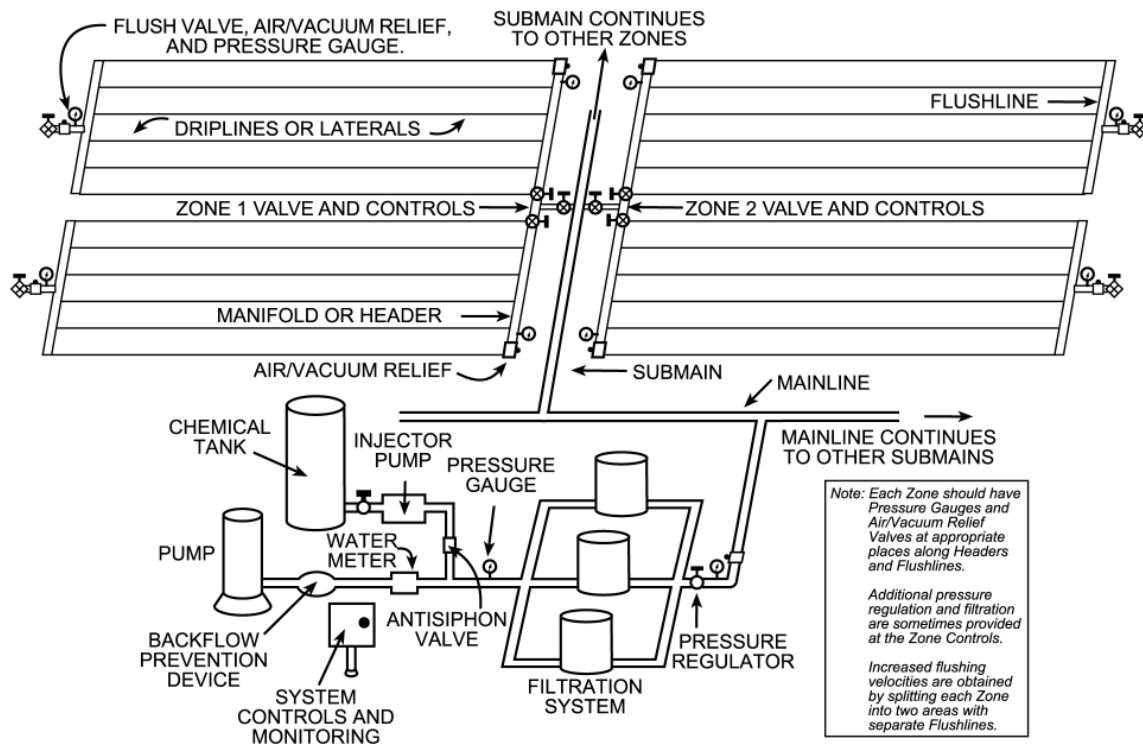 FLUSH VALVE, AIR/VACUUM RELIEF,
AND PRESSURE GAUGE.
SUBMAIN CONTINUES
TO OTHER ZONES
FLUSHLINE
DRIPLINES OR LATERALS
ZONE 1 VALVE AND CONTROLS
ZONE 2 VALVE AND CONTROLS
MANIFOLD OR HEADER
AIR/VACUUM RELIEF
SUBMAIN
MAINLINE
MAINLINE CONTINUES
TO OTHER SUBMAINS
CHEMICAL
TANK
INJECTOR
PUMP
PRESSURE
GAUGE
PUMP
WATER
METER
BACKFLOW
PREVENTION
DEVICE
ANTISIPHON
VALVE
SYSTEM
CONTROLS AND
MONITORING
FILTRATION
SYSTEM
PRESSURE
REGULATOR
Note: Each Zone should have
Pressure Gauges and
Air/Vacuum Relief
Valves at appropriate
places along Headers
and Flushlines.
Additional pressure
regulation and filtration
are sometimes provided
at the Zone Controls.
Increased flushing
velocities are obtained
by splitting each Zone
into two areas with
separate Flushlines.